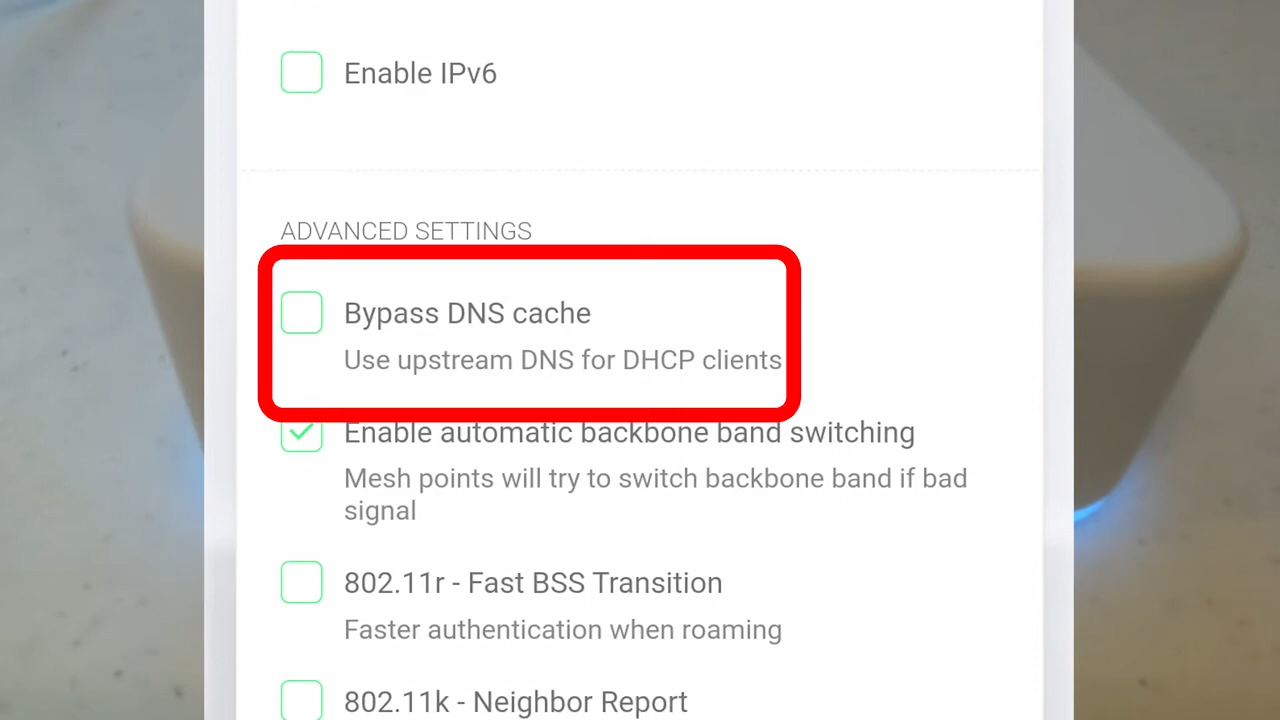 Enable IPv6
ADVANCED SETTINGS
Bypass DNS cache
Use upstream DNS for DHCP clients
Enable automatic backbone band switching
Mesh points will try to switch backbone band if bad
signal
802.11r - Fast BSS Transition
Faster authentication when roaming
802.11k - Neighbor Report